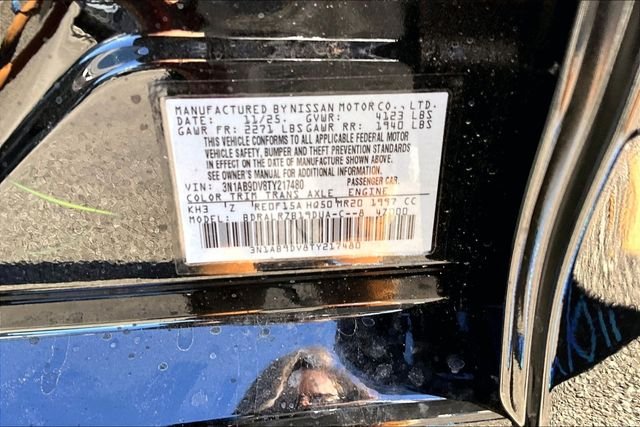 MANUFACTURED BY NISSAN MOTOR CO., LTD.
DATE: 11/25. GVWR: 4123 LBS
GAWR FR: 2271 LBS GAWR RR: 1940 LBS
THIS VEHICLE CONFORMS TO ALL APPLICABLE FEDERAL MOTOR
VEHICLE SAFETY, BUMPER AND THEFT PREVENTION STANDARDS
IN EFFECT ON THE DATE OF MANUFACTURE SHOWN ABOVE.
SEE OWNER'S MANUAL FOR ADDITIONAL INFORMATION.
VIN: 3N1AB9DV8TY217480 PASSENGER CAR.
COLOR TRIM TRANS AXLE ENGINE
KH3 Z RE0F15A HQ50 MR20 1997 CC
MODEL:
3N1AB9DV8TY217480